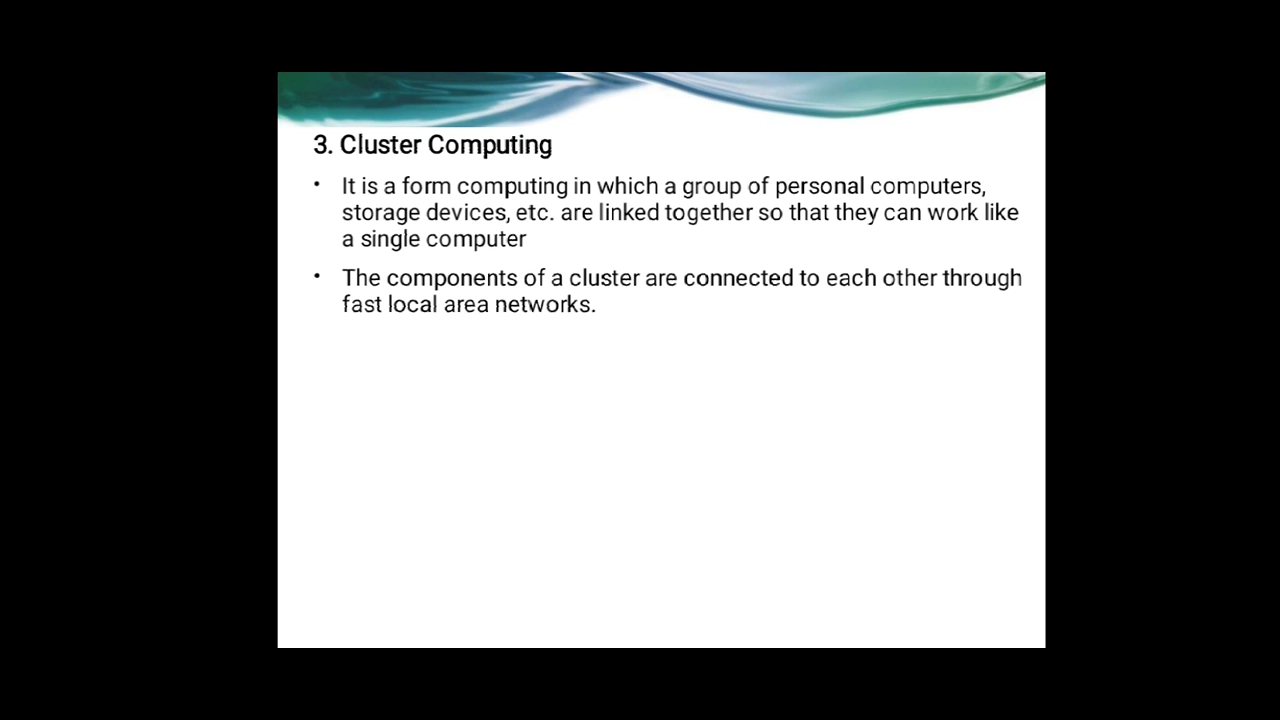 3. Cluster Computing
• It is a form computing in which a group of personal computers,
storage devices, etc. are linked together so that they can work like
a single computer
• The components of a cluster are connected to each other through
fast local area networks.